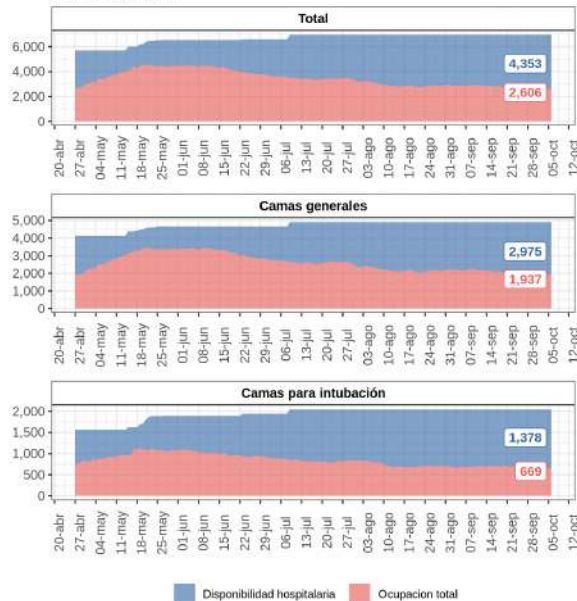 Total
6,000
4,000
2,000
0
4,353
2,606
20-abr
27-abr
04-may
11-may
18-may
25-may
01-jun
08-jun
15-jun
22-jun
29-jun
06-jul
13-jul
20-jul
27-jul
03-ago
10-ago
17-ago
24-ago
31-ago
07-sep
14-sep
21-sep
28-sep
05-oct
12-oct
Camas generales
5,000
4,000
3,000
2,000
1,000
0
2,975
1,937
20-abr
27-abr
04-may
11-may
18-may
25-may
01-jun
08-jun
15-jun
22-jun
29-jun
06-jul
13-jul
20-jul
27-jul
03-ago
10-ago
17-ago
24-ago
31-ago
07-sep
14-sep
21-sep
28-sep
05-oct
12-oct
Camas para intubación
2,000
1,500
1,000
500
0
1,378
669
20-abr
27-abr
04-may
11-may
18-may
25-may
01-jun
08-jun
15-jun
22-jun
29-jun
06-jul
13-jul
20-jul
27-jul
03-ago
10-ago
17-ago
24-ago
31-ago
07-sep
14-sep
21-sep
28-sep
05-oct
12-oct
Disponibilidad hospitalaria
Ocupacion total